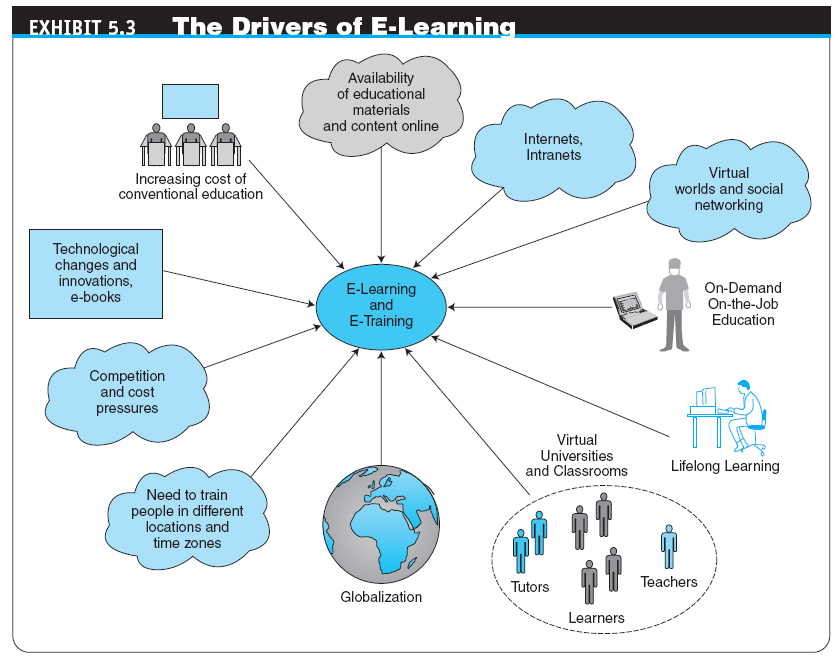 EXHIBIT 5.3 The Drivers of E-Learning
Availability
of educational
materials
and content online
Internets,
Intranets
Virtual
worlds and social
networking
Increasing cost of
conventional education
Technological
changes and
innovations,
e-books
E-Learning
and
E-Training
On-Demand
On-the-Job
Education
Competition
and cost
pressures
Lifelong Learning
Virtual
Universities
and Classrooms
Need to train
people in different
locations and
time zones
Globalization
Tutors
Teachers
Learners